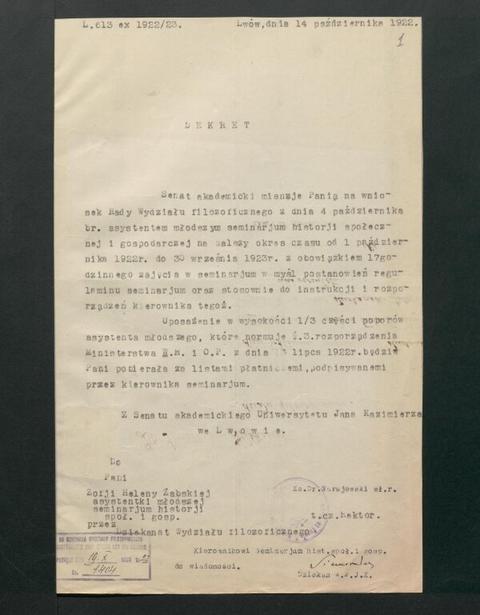 L.613 ex 1922/23. Lwów,dnia 14 października 1922.
1
DEKRET
Senat akademicki mianuje Panią na wnio-
sek Rady Wydziału filozoficznego z dnia 4 października
br. asystentem młodszym seminarjum historji społecz-
nej i gospodarczej na dalszy okres czasu od 1 paździer-
nika 1922r. do 30 września 1923r. z obowiązkiem 17go-
dzinnego zajęcia w seminarjum w myśl postanowień regu-
laminu seminarjum oraz stosownie do instrukcji i rozpo-
rządzeń kierownika tegoż.
Uposażenie w wysokości 1/3 części poborów
asystenta młodszego, które normuje §.3.rozporządzenia
Ministerstwa W.R. i O.P. z dnia lipca 1922r.będzie
Pani pobierała za listami płatniczemi,podpisywanemi
przez kierownika seminarjum.
Z Senatu akademickiego Uniwersytetu Jana Kazimierza
we Lwowie.
Do
Pani
Zofji Heleny Żabskiej
asystentki młodszej
seminarjum historji
społ. i gosp.
przez
Dziekanat Wydziału filozoficznego
Ks.Dr.Narajewski wł.r.
t.cz.Rektor.
Kierownikowi Seminarjum hist.społ.i gosp.
do wiadomości.
Dziekan